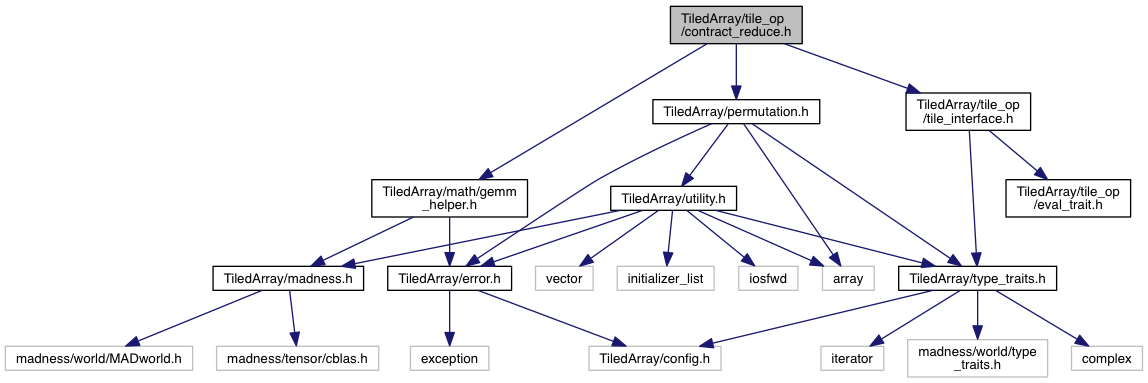 TiledArray/tile_op
/contract_reduce.h
TiledArray/permutation.h
TiledArray/tile_op
/tile_interface.h
TiledArray/math/gemm
_helper.h
TiledArray/utility.h
TiledArray/tile_op
/eval_trait.h
TiledArray/madness.h
TiledArray/error.h
vector
initializer_list
iosfwd
array
TiledArray/type_traits.h
madness/world/MADworld.h
madness/tensor/cblas.h
exception
TiledArray/config.h
iterator
madness/world/type
_traits.h
complex